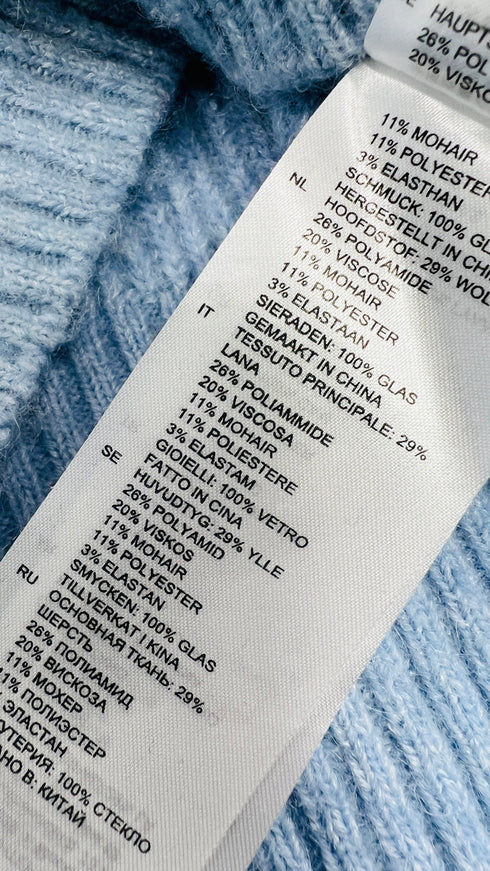 HAUPTS
26% POL
20% VISKO
11% MOHAIR
11% POLYESTER
3% ELASTHAN
SCHMUCK: 100% GL
HERGESTELLT IN CHIN
NL HOOFDSTOF: 29% WOL
26% POLYAMIDE
20% VISCOSE
11% MOHAIR
11% POLYESTER
3% ELASTAAN
SIERADEN: 100% GLAS
GEMAAKT IN CHINA
IT TESSUTO PRINCIPALE: 29%
LANA
26% POLIAMMIDE
20% VISCOSA
11% MOHAIR
11% POLIESTERE
3% ELASTAM
GIOIELLI: 100% VETRO
FATTO IN CINA
SE HUVUDTYG: 29% YLLE
26% POLYAMID
20% VISKOS
11% MOHAIR
11% POLYESTER
3% ELASTAN
SMYCKEN: 100% GLAS
TILLVERKAT I KINA
RU ОСНОВНАЯ ТКАНЬ: 29%
ШЕРСТЬ
26% ПОЛИАМИД
20% ВИСКОЗА
11% МОХЕР
11% ПОЛИЭСТЕР
ЭЛАСТАН
УТЕРИЯ: 100% СТЕКЛО
АНО В: КИТАЙ